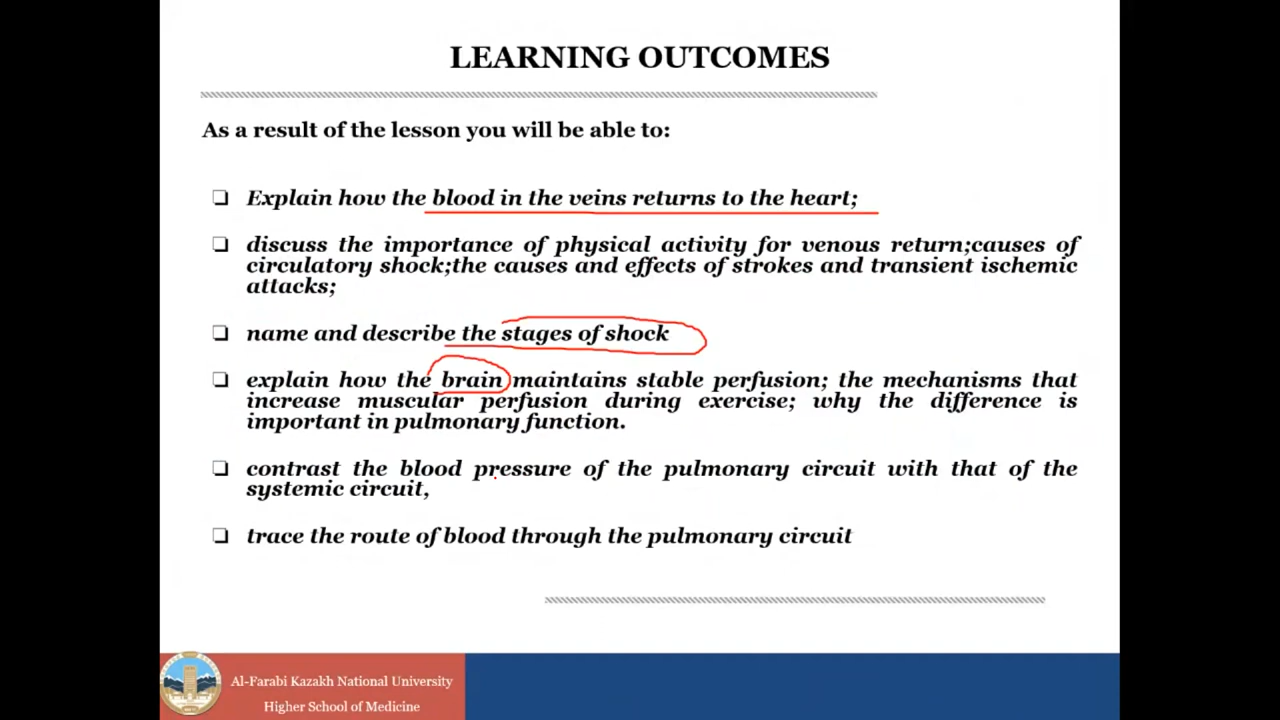 LEARNING OUTCOMES
As a result of the lesson you will be able to:
❑ Explain how the blood in the veins returns to the heart;
❑ discuss the importance of physical activity for venous return;causes of
circulatory shock;the causes and effects of strokes and transient ischemic
attacks;
❑ name and describe the stages of shock
❑ explain how the brain maintains stable perfusion; the mechanisms that
increase muscular perfusion during exercise; why the difference is
important in pulmonary function.
❑ contrast the blood pressure of the pulmonary circuit with that of the
systemic circuit,
❑ trace the route of blood through the pulmonary circuit
Al-Farabi Kazakh National University
Higher School of Medicine